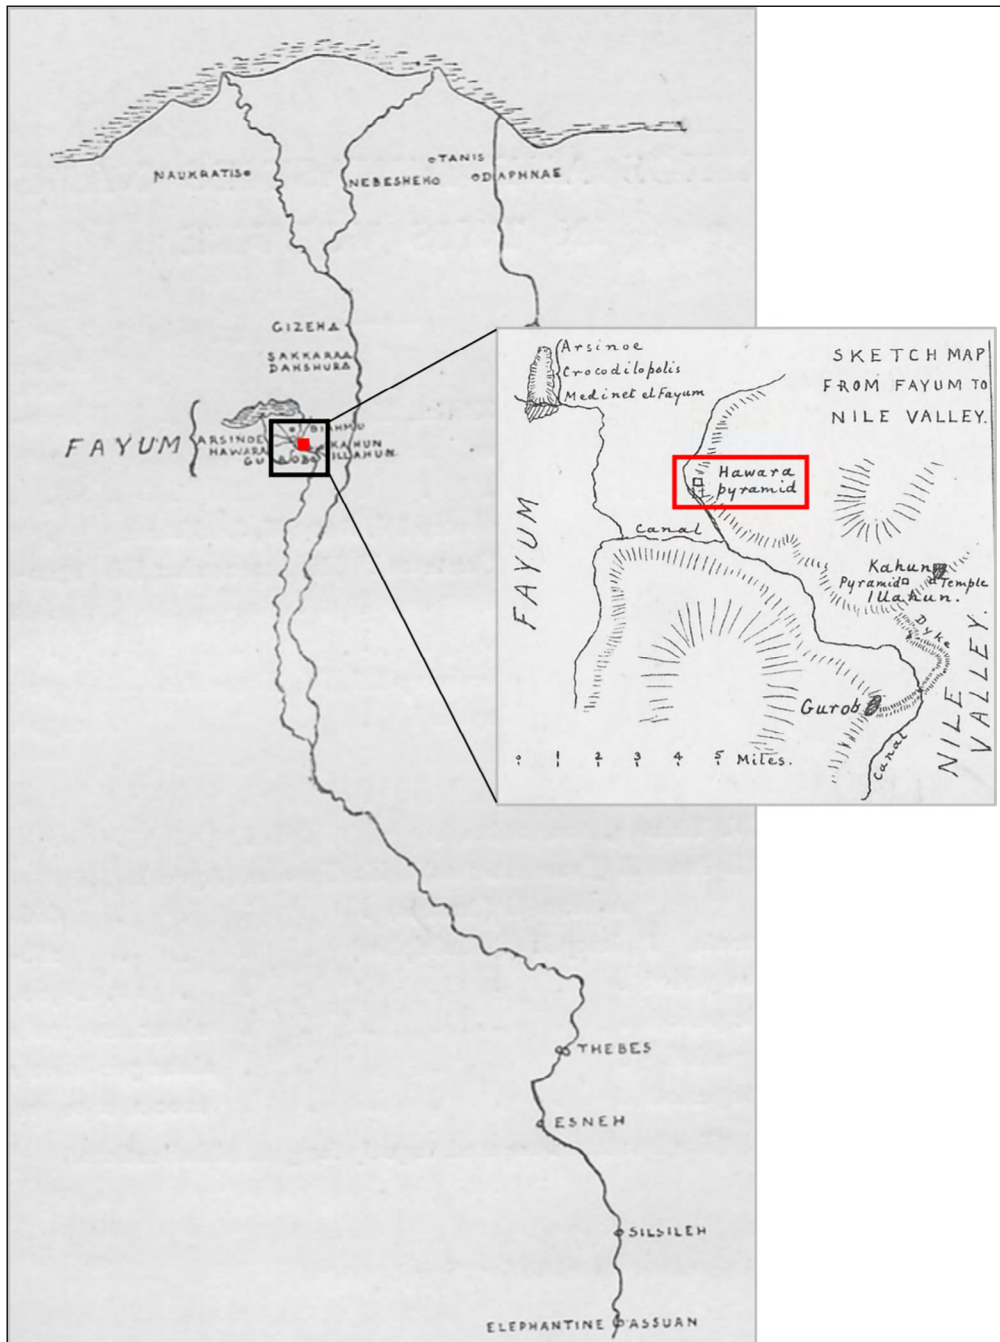 TANIS
NAUKRATIS
NEBESHEH
DAPHNAE
GIZEH
SAKKARA
DAHSHUR
FAYUM
ARSINOE
HAWARA
BIAHMU
KAHUN
ILLAHUN
THEBES
ESNEH
SILSILEH
ELEPHANTINE ASSUAN
SKETCH MAP
FROM FAYUM TO
NILE VALLEY.
Arsinoe
Crocodilopolis
Medinet el Fayum
Hawara
pyramid
FAYUM
Canal
Kahun
Pyramid Temple
Illahun.
Dyke
Gurob
NILE
VALLEY.
Canal
0 1 2 3 4 5 Miles.